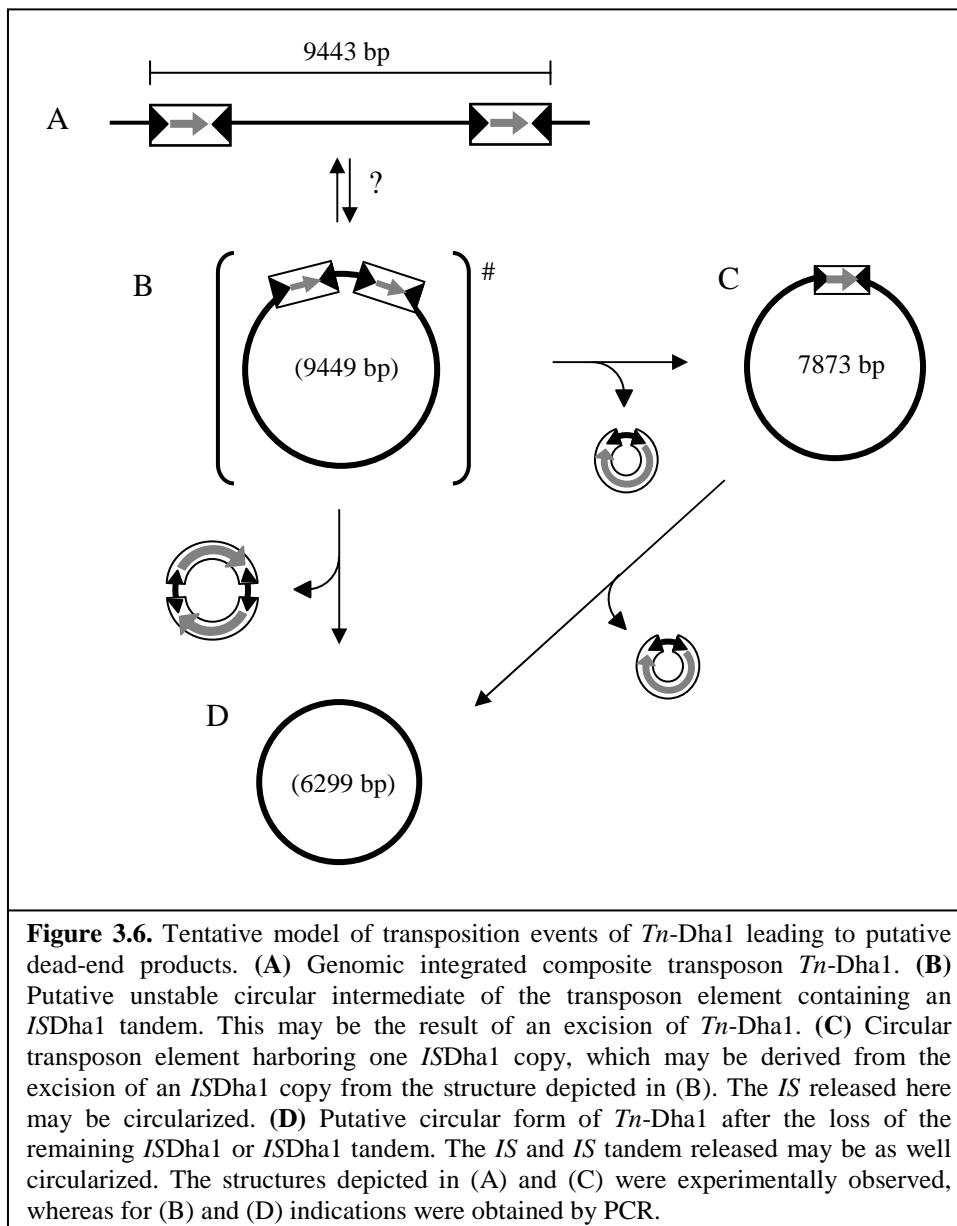 9443 bp
A
?
B
#
C
(9449 bp)
7873 bp
D
(6299 bp)
Figure 3.6. Tentative model of transposition events of Tn-Dha1 leading to putative
dead-end products. (A) Genomic integrated composite transposon Tn-Dha1. (B)
Putative unstable circular intermediate of the transposon element containing an
ISDha1 tandem. This may be the result of an excision of Tn-Dha1. (C) Circular
transposon element harboring one ISDha1 copy, which may be derived from the
excision of an ISDha1 copy from the structure depicted in (B). The IS released here
may be circularized. (D) Putative circular form of Tn-Dha1 after the loss of the
remaining ISDha1 or ISDha1 tandem. The IS and IS tandem released may be as well
circularized. The structures depicted in (A) and (C) were experimentally observed,
whereas for (B) and (D) indications were obtained by PCR.